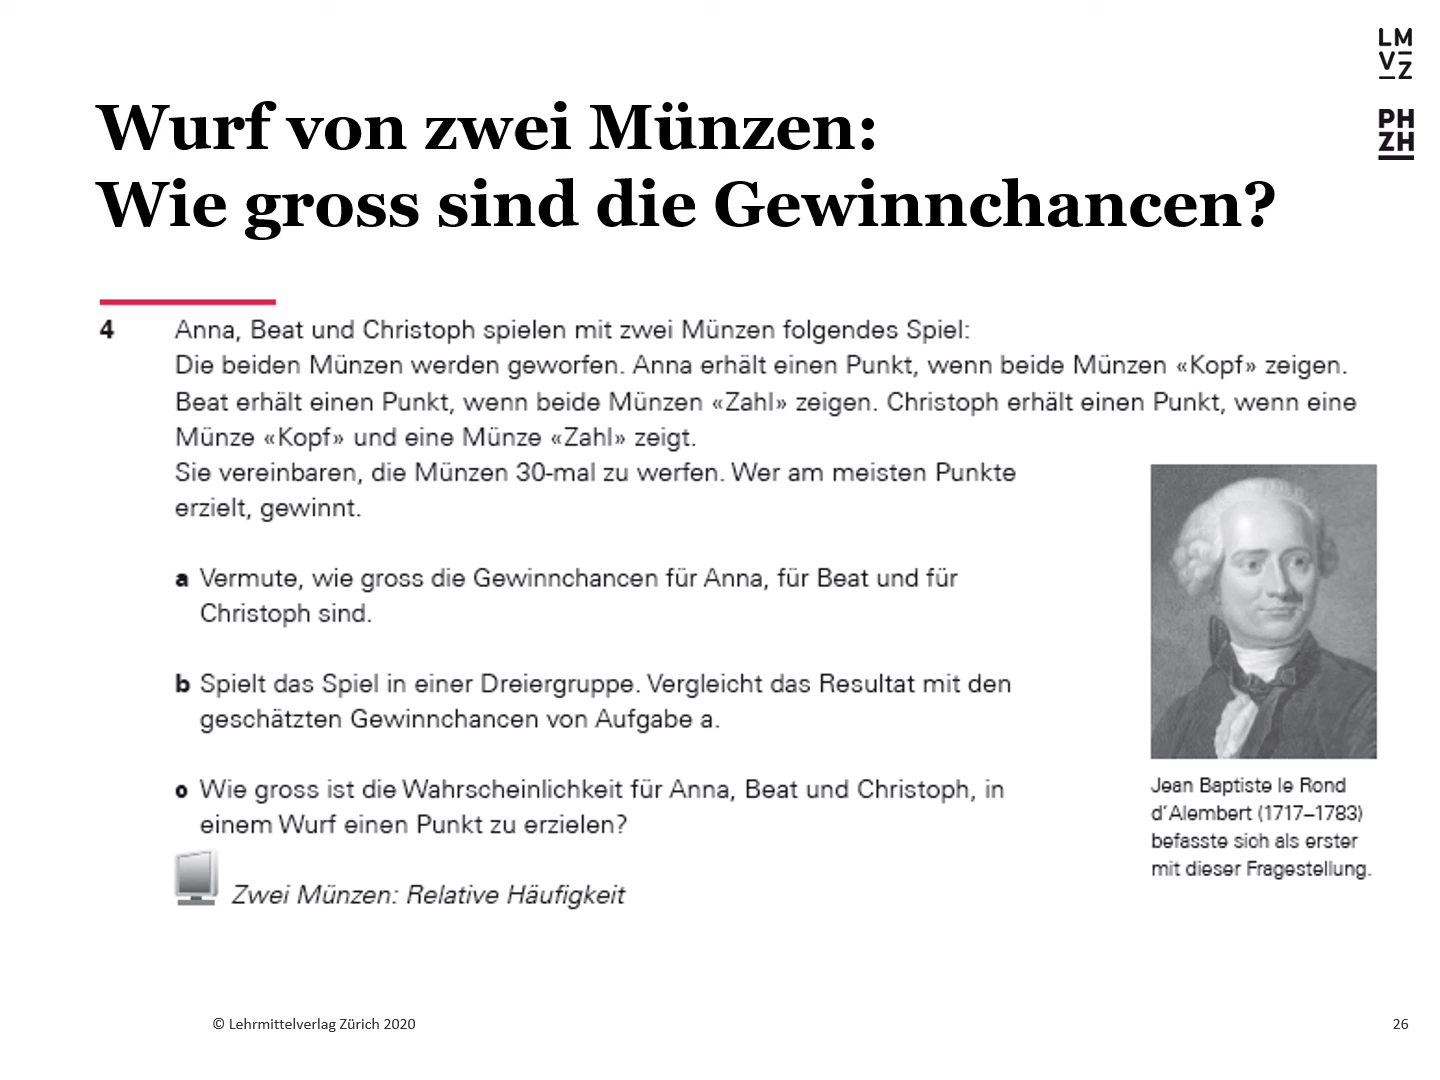 LM
VZ
PH
ZH
Wurf von zwei Münzen:
Wie gross sind die Gewinnchancen?
4 Anna, Beat und Christoph spielen mit zwei Münzen folgendes Spiel:
Die beiden Münzen werden geworfen. Anna erhält einen Punkt, wenn beide Münzen «Kopf» zeigen.
Beat erhält einen Punkt, wenn beide Münzen «Zahl» zeigen. Christoph erhält einen Punkt, wenn eine
Münze «Kopf» und eine Münze «Zahl» zeigt.
Sie vereinbaren, die Münzen 30-mal zu werfen. Wer am meisten Punkte
erzielt, gewinnt.
a Vermute, wie gross die Gewinnchancen für Anna, für Beat und für
Christoph sind.
b Spielt das Spiel in einer Dreiergruppe. Vergleicht das Resultat mit den
geschätzten Gewinnchancen von Aufgabe a.
c Wie gross ist die Wahrscheinlichkeit für Anna, Beat und Christoph, in
einem Wurf einen Punkt zu erzielen?
Zwei Münzen: Relative Häufigkeit
Jean Baptiste le Rond
d'Alembert (1717–1783)
befasste sich als erster
mit dieser Fragestellung.
© Lehrmittelverlag Zürich 2020
26